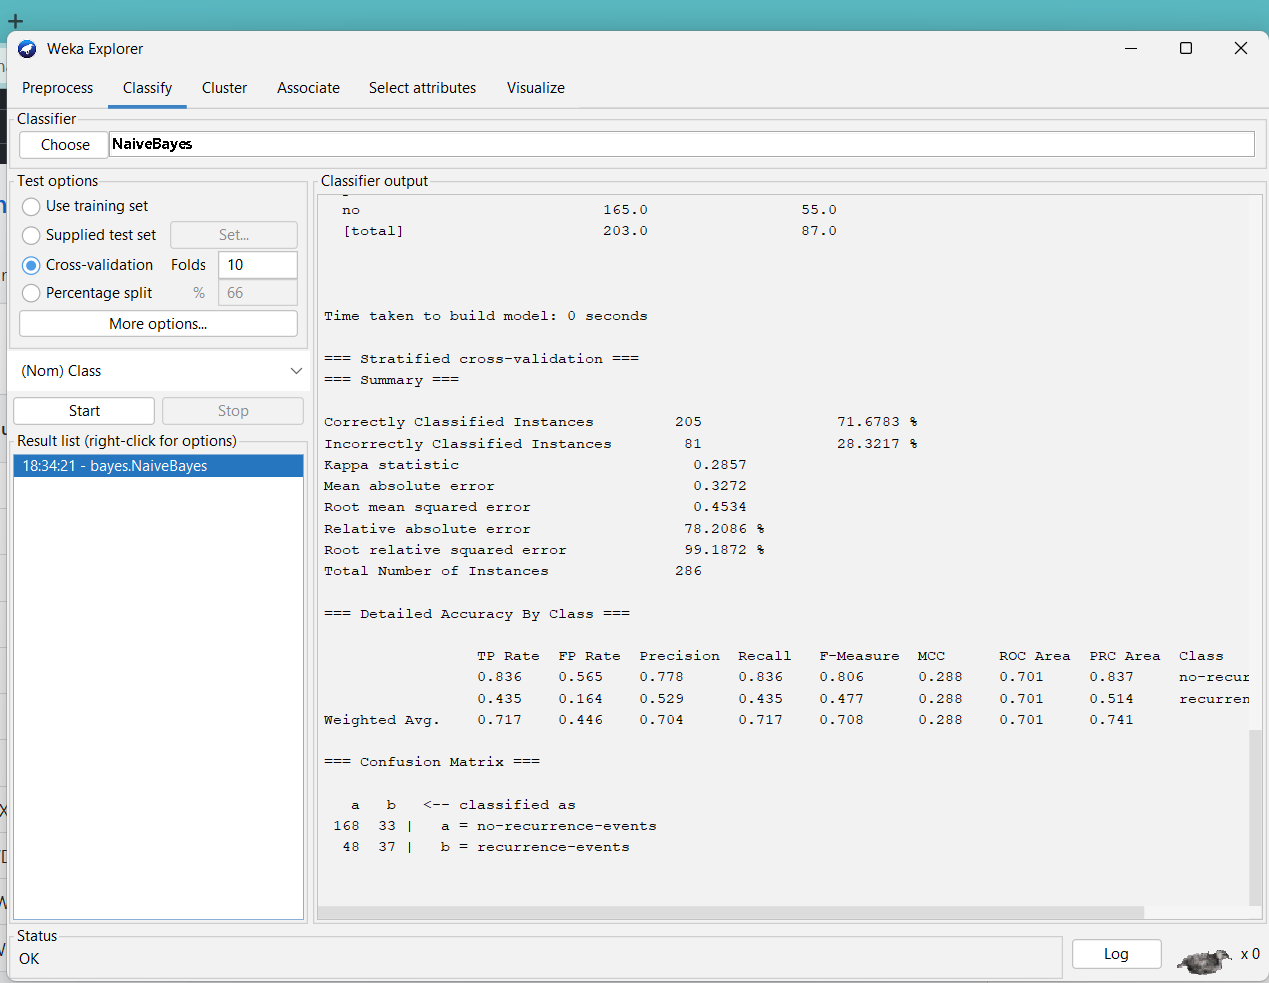 Weka Explorer
Preprocess Classify Cluster Associate Select attributes Visualize
Classifier
Choose NaiveBayes
Test options
Use training set
Supplied test set Set...
Cross-validation Folds 10
Percentage split % 66
More options...
(Nom) Class
Start Stop
Result list (right-click for options)
18:34:21 - bayes.NaiveBayes
Classifier output
no 165.0 55.0
[total] 203.0 87.0
Time taken to build model: 0 seconds
=== Stratified cross-validation ===
=== Summary ===
Correctly Classified Instances 205 71.6783 %
Incorrectly Classified Instances 81 28.3217 %
Kappa statistic 0.2857
Mean absolute error 0.3272
Root mean squared error 0.4534
Relative absolute error 78.2086 %
Root relative squared error 99.1872 %
Total Number of Instances 286
=== Detailed Accuracy By Class ===
TP Rate FP Rate Precision Recall F-Measure MCC ROC Area PRC Area Class
0.836 0.565 0.778 0.836 0.806 0.288 0.701 0.837 no-recur
0.435 0.164 0.529 0.435 0.477 0.288 0.701 0.514 recurren
Weighted Avg. 0.717 0.446 0.704 0.717 0.708 0.288 0.701 0.741
=== Confusion Matrix ===
a b <-- classified as
168 33 | a = no-recurrence-events
48 37 | b = recurrence-events
Status
OK
Log
x 0